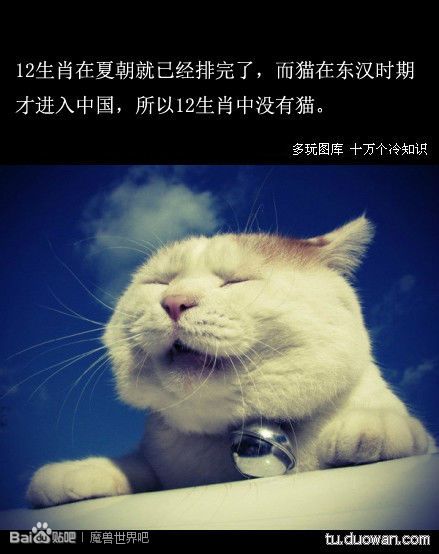 12生肖在夏朝就已经排完了，而猫在东汉时期
才进入中国，所以12生肖中没有猫。
多玩图库 十万个冷知识
Bai贴吧 | 魔兽世界吧
tu.duowan.com